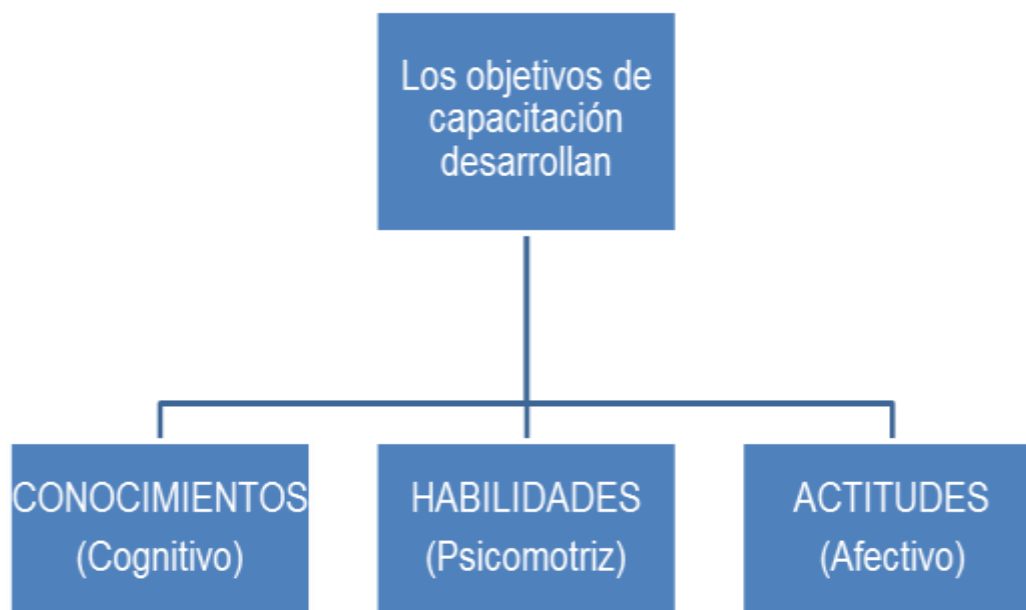 Los objetivos de
capacitación
desarrollan
CONOCIMIENTOS
(Cognitivo)
HABILIDADES
(Psicomotriz)
ACTITUDES
(Afectivo)